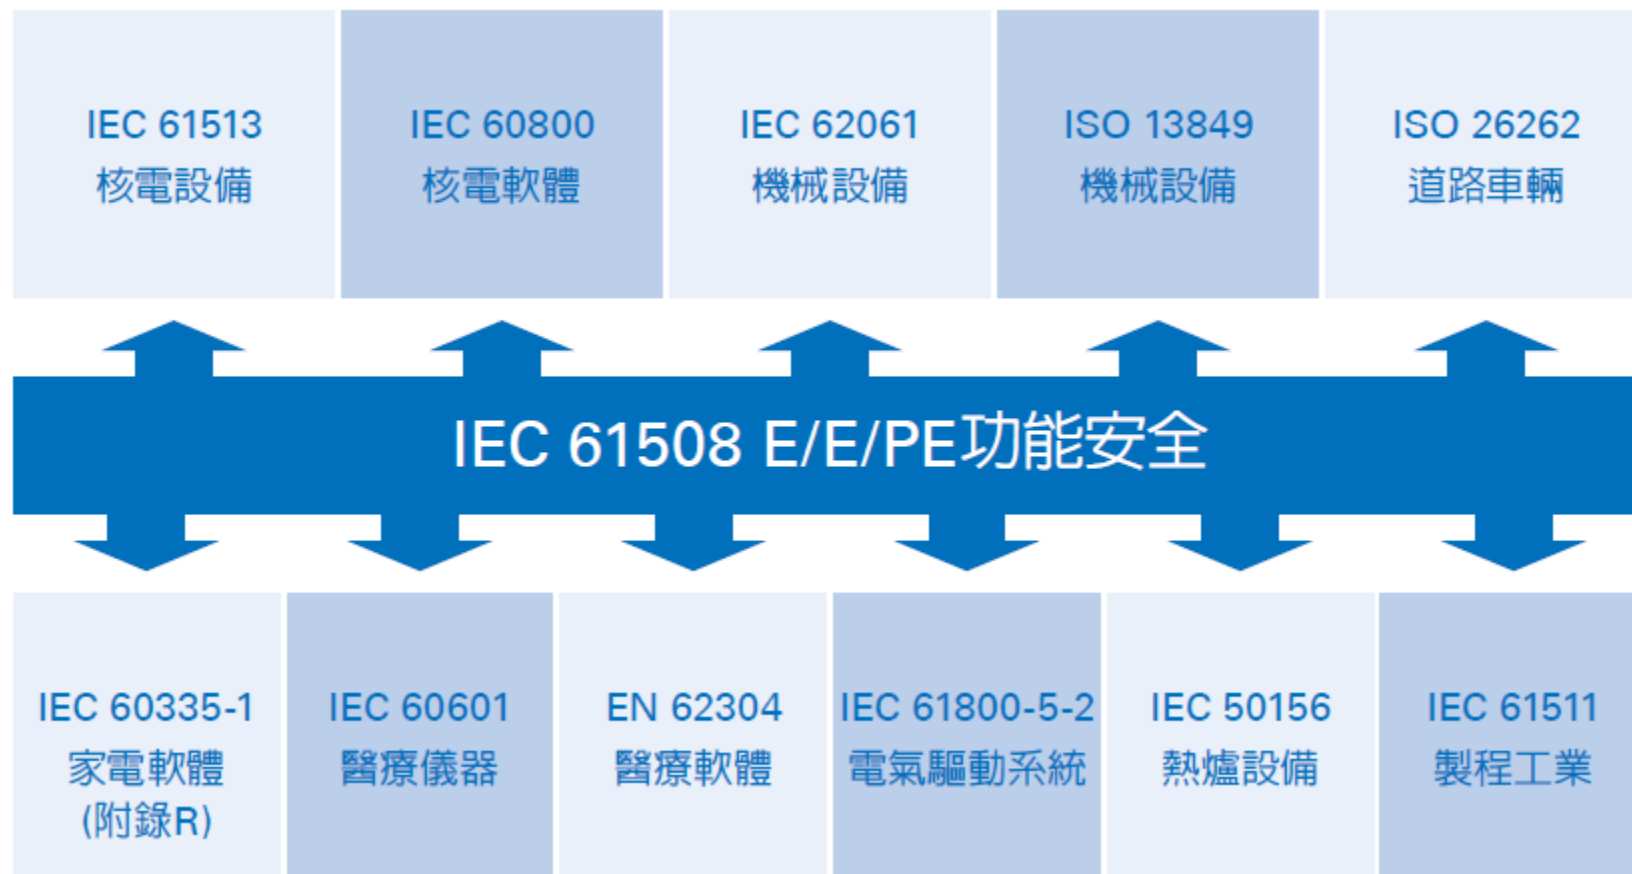 IEC 61513
核電設備
IEC 60800
核電軟體
IEC 62061
機械設備
ISO 13849
機械設備
ISO 26262
道路車輛
IEC 61508 E/E/PE功能安全
IEC 60335-1
家電軟體
(附錄R)
IEC 60601
醫療儀器
EN 62304
醫療軟體
IEC 61800-5-2
電氣驅動系統
IEC 50156
熱爐設備
IEC 61511
製程工業